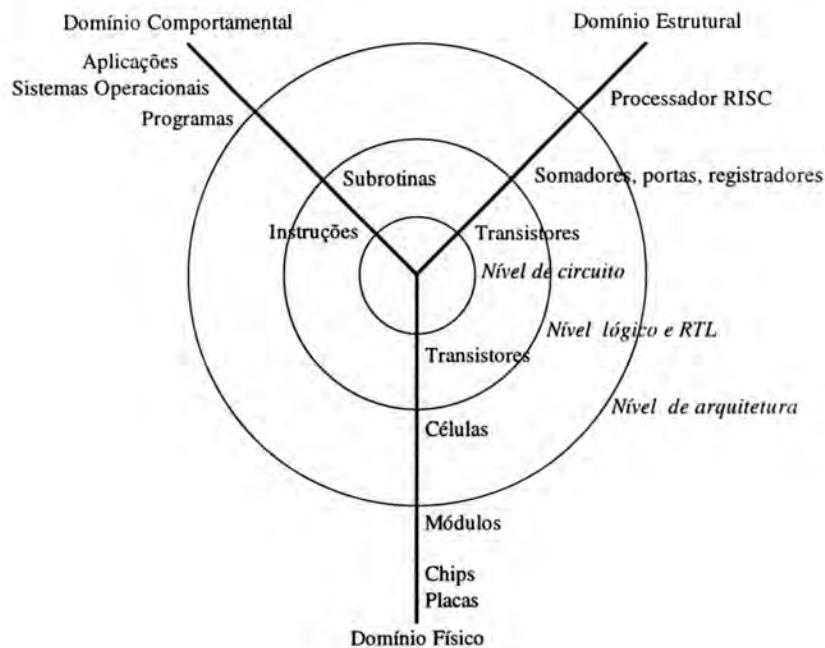 Domínio Comportamental
Domínio Estrutural
Aplicações
Sistemas Operacionais
Programas
Processador RISC
Subrotinas
Somadores, portas, registradores
Instruções
Transistores
Nível de circuito
Nível lógico e RTL
Transistores
Nível de arquitetura
Células
Módulos
Chips
Placas
Domínio Físico